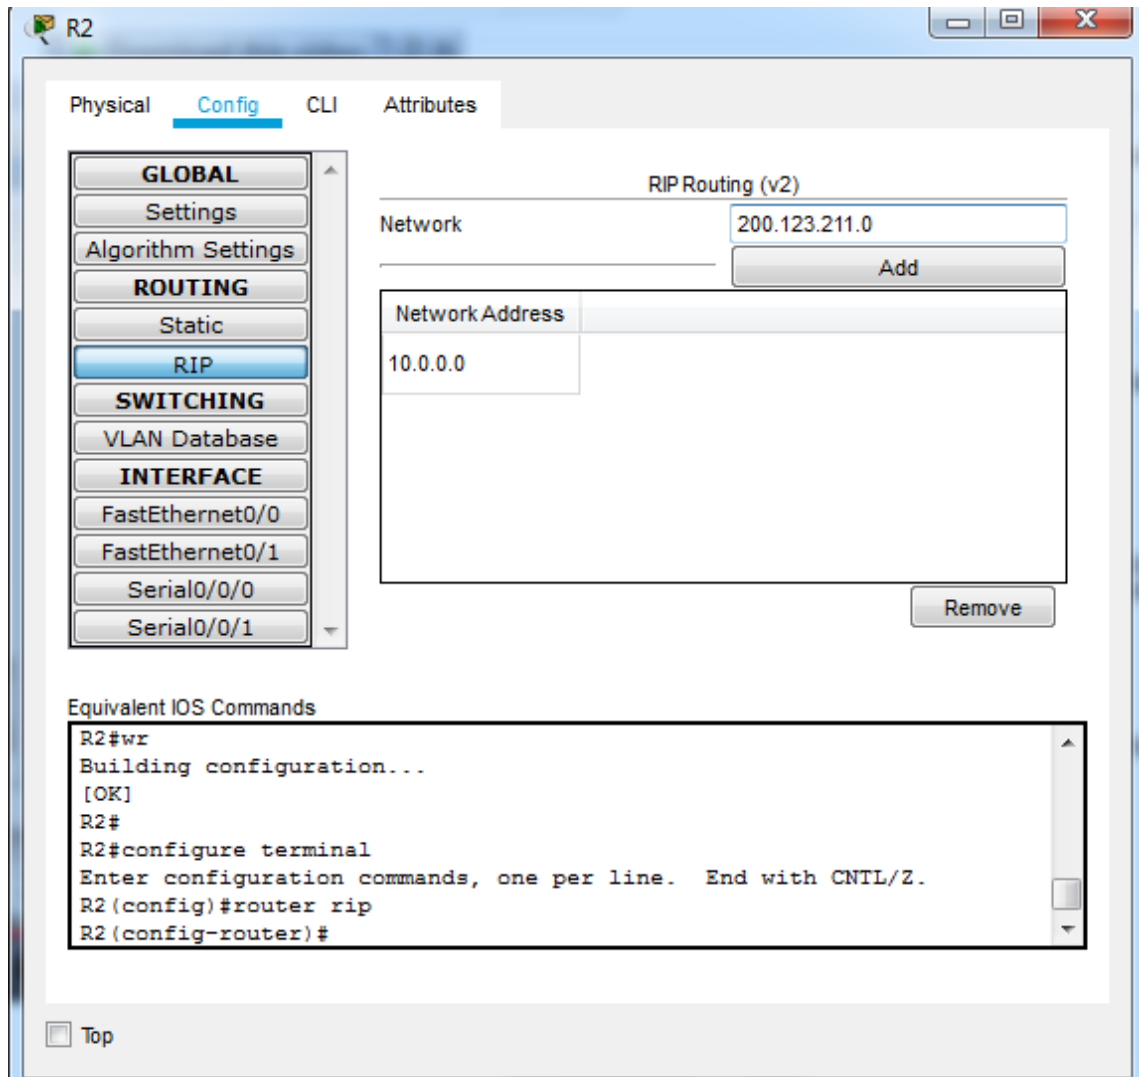 R2
Physical Config CLI Attributes
GLOBAL
Settings
Algorithm Settings
ROUTING
Static
RIP
SWITCHING
VLAN Database
INTERFACE
FastEthernet0/0
FastEthernet0/1
Serial0/0/0
Serial0/0/1
RIP Routing (v2)
Network 200.123.211.0
Add
Network Address
10.0.0.0
Remove
Equivalent IOS Commands
R2#wr
Building configuration...
[OK]
R2#
R2#configure terminal
Enter configuration commands, one per line.  End with CNTL/Z.
R2(config)#router rip
R2(config-router)#
Top